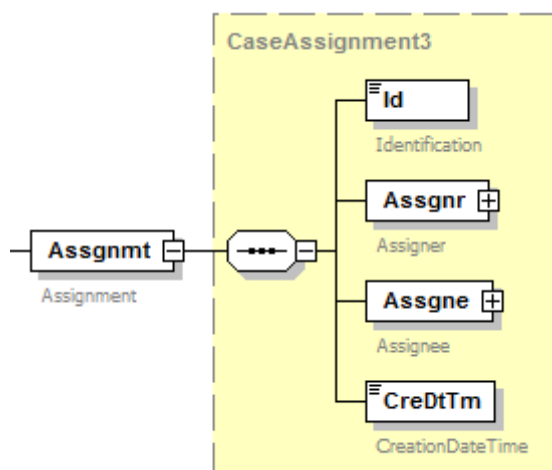 CaseAssignment3
Id
Identification
Assgnr
Assigner
Assgnmt
Assignment
Assgne
Assignee
CreDtTm
CreationDateTime